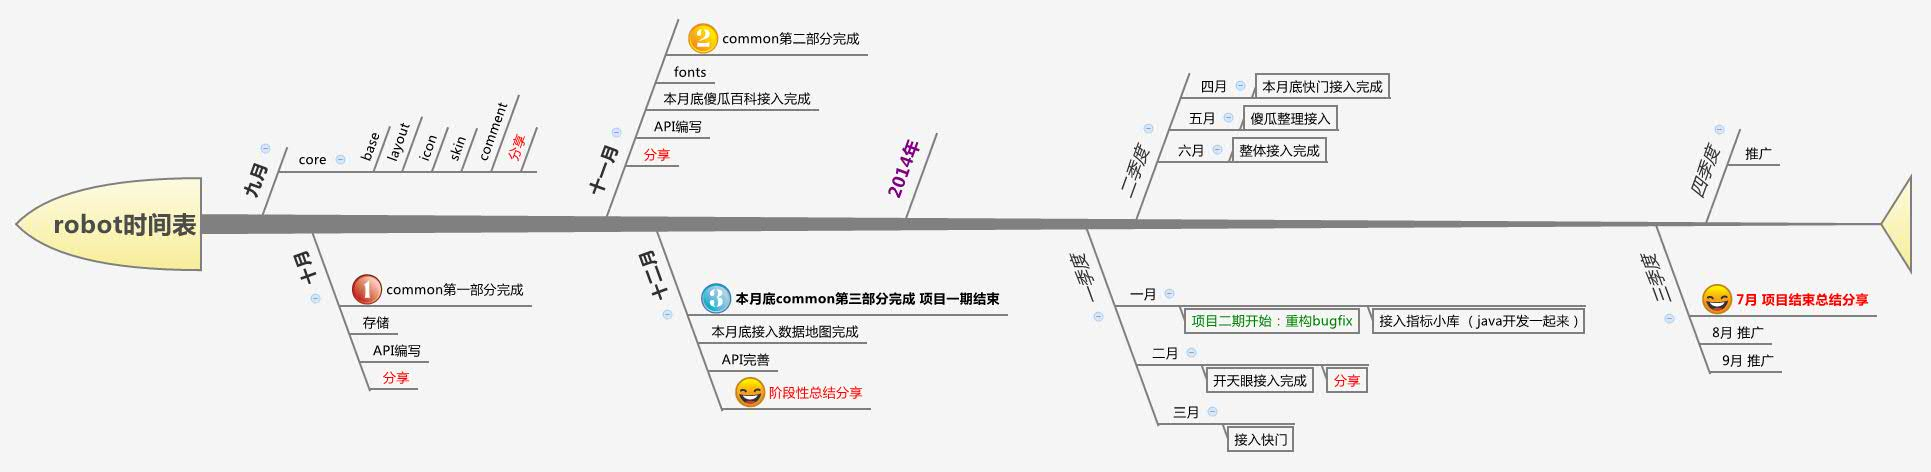 robot时间表
九月
core
base
layout
icon
skin
comment
分享
十月
1
common第一部分完成
存储
API编写
分享
十一月
2
common第二部分完成
fonts
本月底傻瓜百科接入完成
API编写
分享
十二月
3
本月底common第三部分完成 项目一期结束
本月底接入数据地图完成
API完善
阶段性总结分享
2014年
一季度
一月
项目二期开始：重构bugfix
接入指标小库 （java开发一起来）
二月
开天眼接入完成
分享
三月
接入快门
二季度
四月
本月底快门接入完成
五月
傻瓜整理接入
六月
整体接入完成
三季度
7月 项目结束总结分享
8月 推广
9月 推广
四季度
推广